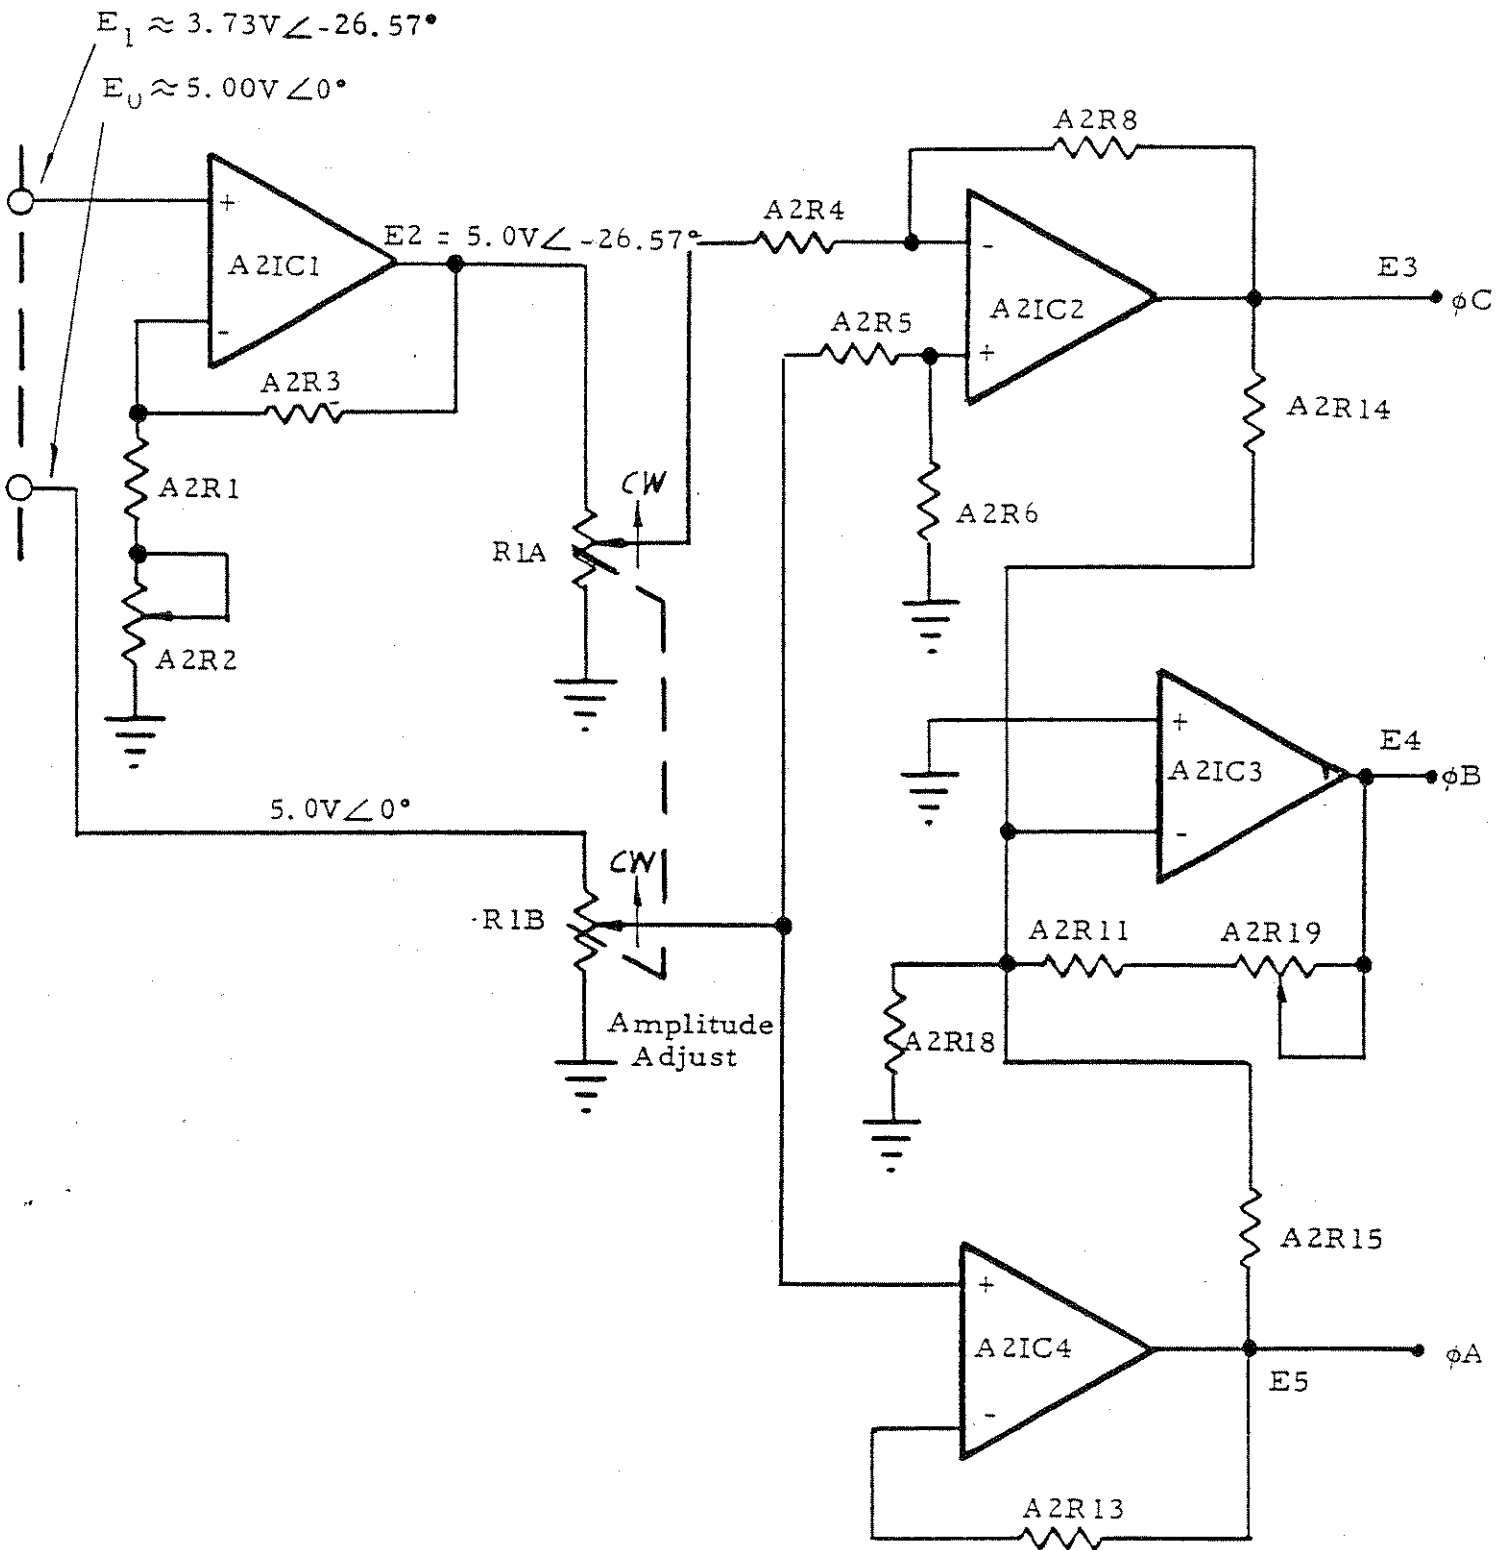 E₁ ≈ 3.73V∠-26.57°
E₀ ≈ 5.00V∠0°
A2R8
A2R4
+
E2 = 5.0V∠-26.57°
-
A2IC1
E3
A2IC2
φC
A2R5
-
+
A2R3
A2R14
A2R1
CW
A2R6
R1A
A2R2
+
E4
A2IC3
φB
5.0V∠0°
-
CW
R1B
A2R11
A2R19
Amplitude
Adjust
A2R18
A2R15
+
A2IC4
φA
E5
-
A2R13